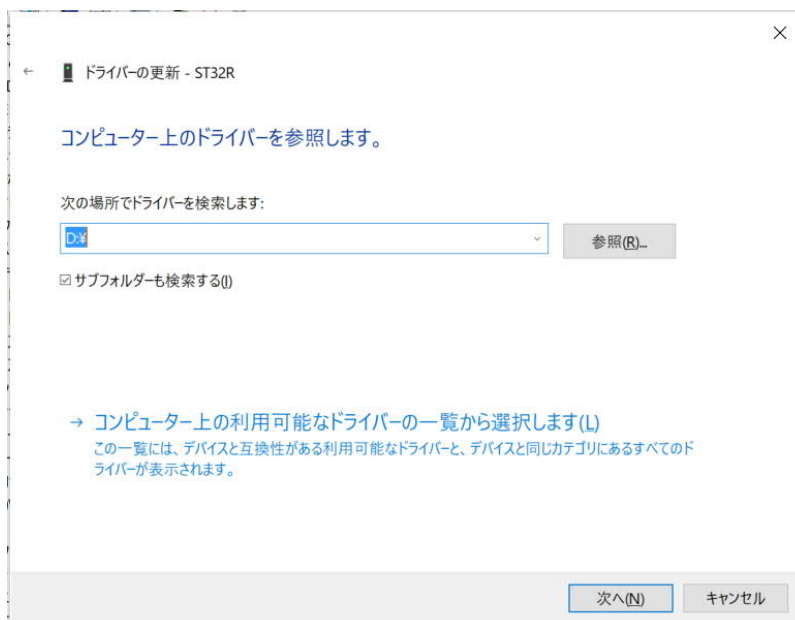 ドライバーの更新 - ST32R
コンピューター上のドライバーを参照します。
次の場所でドライバーを検索します:
D:¥
参照(R)...
サブフォルダーも検索する(I)
コンピューター上の利用可能なドライバーの一覧から選択します(L)
この一覧には、デバイスと互換性がある利用可能なドライバーと、デバイスと同じカテゴリにあるすべてのド
ライバーが表示されます。
次へ(N)
キャンセル